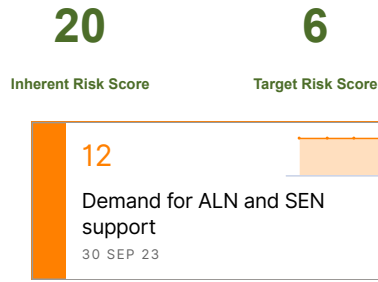 20 6
Inherent Risk Score Target Risk Score
12
Demand for ALN and SEN
support
30 SEP 23